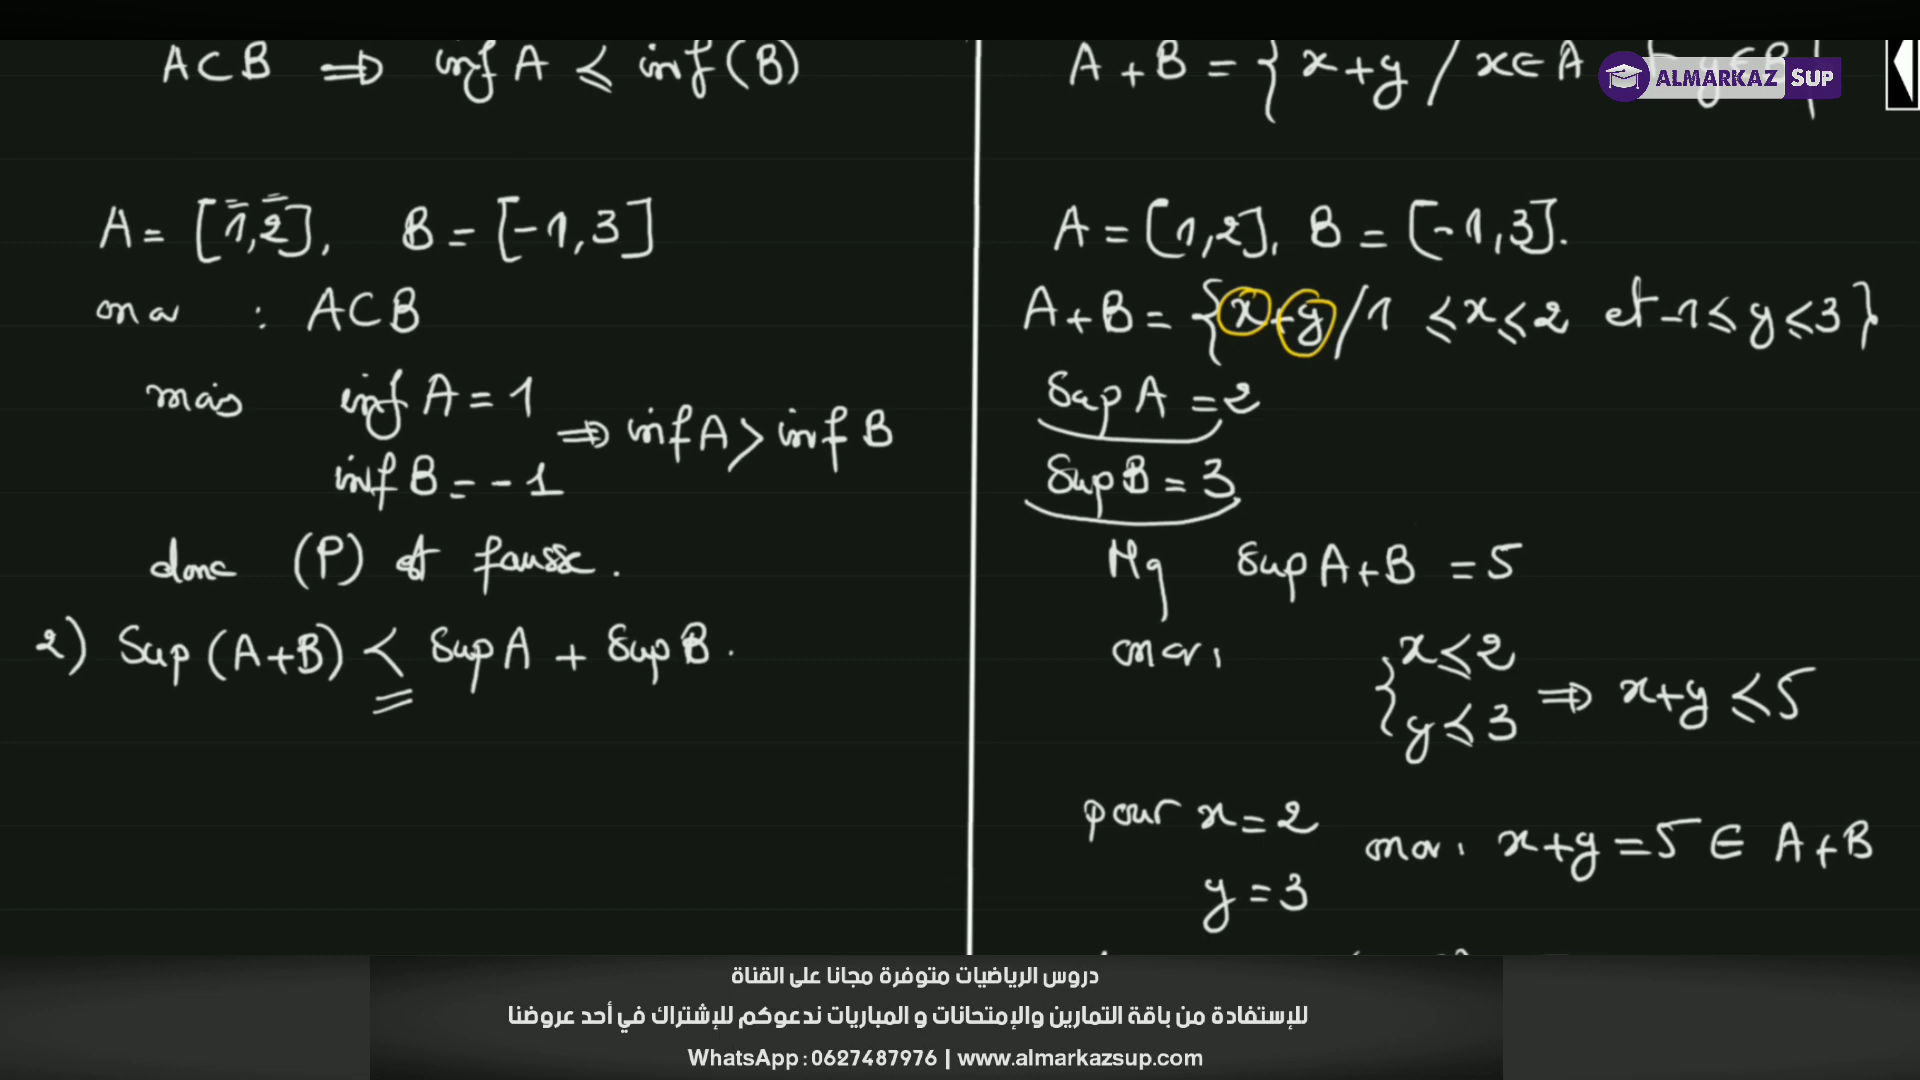 A⊂B ⟹ inf A ⩽ inf (B)
A = [1,2], B = [-1,3]
on a : A⊂B
mais inf A = 1
⟹ inf A > inf B
inf B = -1
donc (P) est fausse.
2) Sup (A+B) < Sup A + Sup B.
A + B = { x+y / x∈A et y∈B }
ALMARKAZ SUP
A = [1,2], B = [-1,3].
A+B = { x+y / 1 ⩽ x ⩽ 2 et -1 ⩽ y ⩽ 3 }
Sup A = 2
Sup B = 3
Mq Sup A+B = 5
on a: { x ⩽ 2
⟹ x+y ⩽ 5
y ⩽ 3
pour x = 2
on a: x+y = 5 ∈ A+B
y = 3
دروس الرياضيات متوفرة مجانا على القناة
للإستفادة من باقة التمارين والإمتحانات و المباريات ندعوكم للإشتراك في أحد عروضنا
WhatsApp : 0627487976 | www.almarkazsup.com